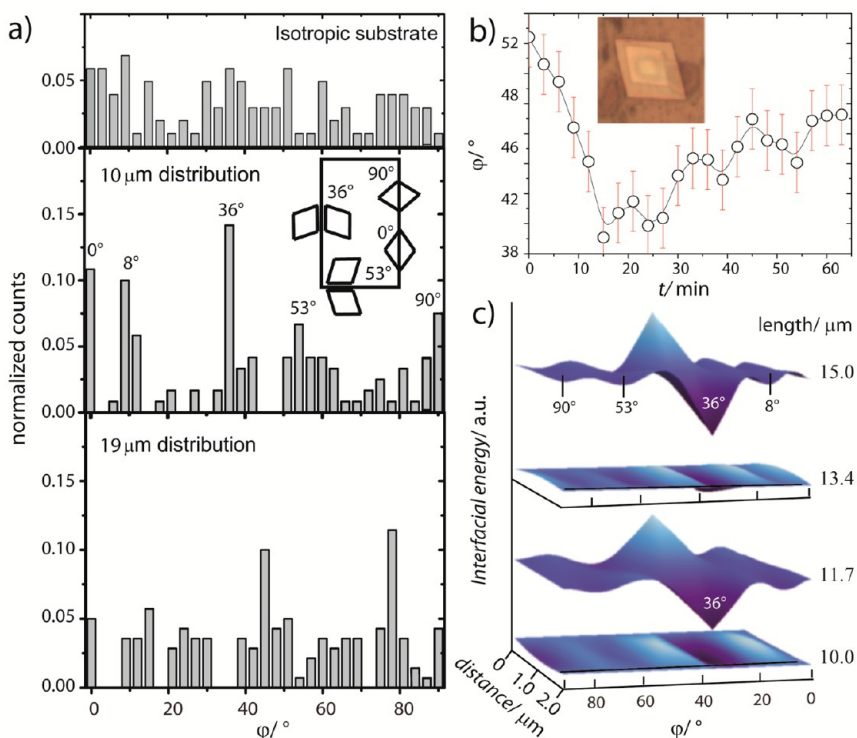 a)
Isotropic substrate
0.05
0.00
10 μm distribution
0.15
0.10
0.05
0.00
0°
8°
36°
53°
90°
36°
90°
0°
53°
normalized counts
19 μm distribution
0.15
0.10
0.05
0.00
0 20 40 60 80
φ/ °
b)
φ/ °
52
48
46
42
38
0 10 20 30 40 50 60
t/ min
c)
length/ μm
15.0
90° 53° 36° 8°
13.4
11.7
36°
10.0
Interfacial energy/ a.u.
distance/ μm
0 1.0 2.0
80 60 40 20 0
φ/ °